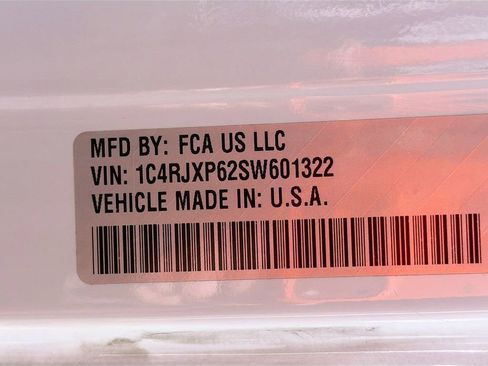 MFD BY: FCA US LLC
VIN: 1C4RJXP62SW601322
VEHICLE MADE IN: U.S.A.